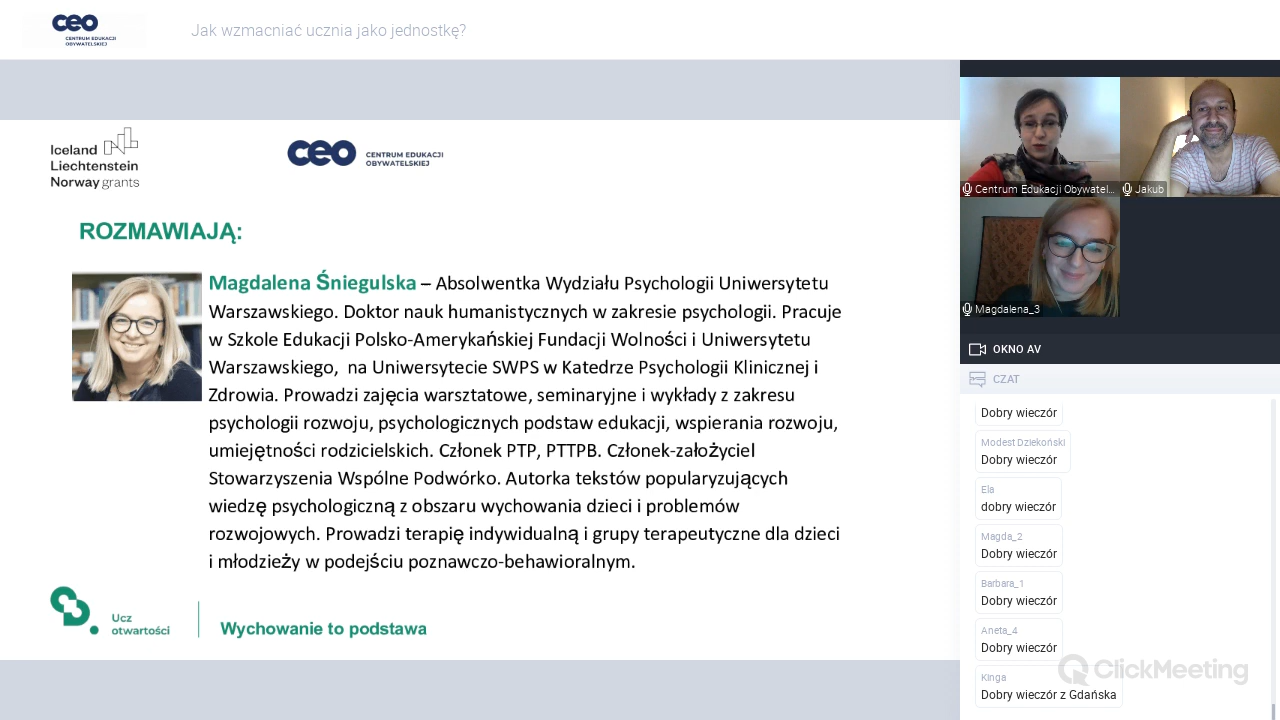 ceo
CENTRUM EDUKACJI
OBYWATELSKIEJ
Jak wzmacniać ucznia jako jednostkę?
Iceland
Liechtenstein
Norway grants
ceo
CENTRUM EDUKACJI
OBYWATELSKIEJ
ROZMAWIAJĄ:
Magdalena Śniegulska – Absolwentka Wydziału Psychologii Uniwersytetu
Warszawskiego. Doktor nauk humanistycznych w zakresie psychologii. Pracuje
w Szkole Edukacji Polsko-Amerykańskiej Fundacji Wolności i Uniwersytetu
Warszawskiego, na Uniwersytecie SWPS w Katedrze Psychologii Klinicznej i
Zdrowia. Prowadzi zajęcia warsztatowe, seminaryjne i wykłady z zakresu
psychologii rozwoju, psychologicznych podstaw edukacji, wspierania rozwoju,
umiejętności rodzicielskich. Członek PTP, PTTPB. Członek-założyciel
Stowarzyszenia Wspólne Podwórko. Autorka tekstów popularyzujących
wiedzę psychologiczną z obszaru wychowania dzieci i problemów
rozwojowych. Prowadzi terapię indywidualną i grupy terapeutyczne dla dzieci
i młodzieży w podejściu poznawczo-behawioralnym.
Ucz
otwartości
Wychowanie to podstawa
Centrum Edukacji Obywatel...
Jakub
Magdalena_3
OKNO AV
CZAT
Dobry wieczór
Modest Dziekoński
Dobry wieczór
Ela
dobry wieczór
Magda_2
Dobry wieczór
Barbara_1
Dobry wieczór
Aneta_4
Dobry wieczór
Kinga
Dobry wieczór z Gdańska
ClickMeeting